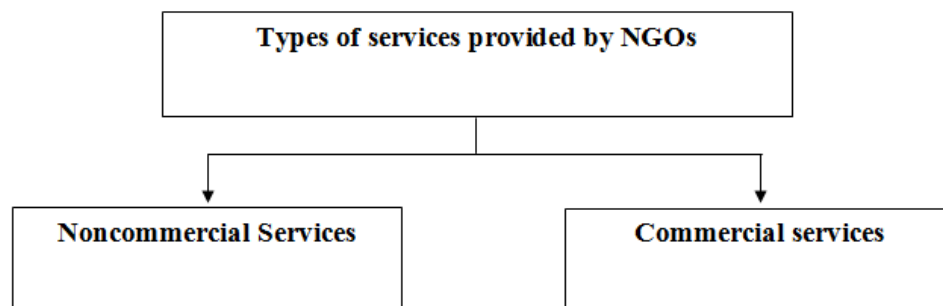 Types of services provided by NGOs
Noncommercial Services
Commercial services